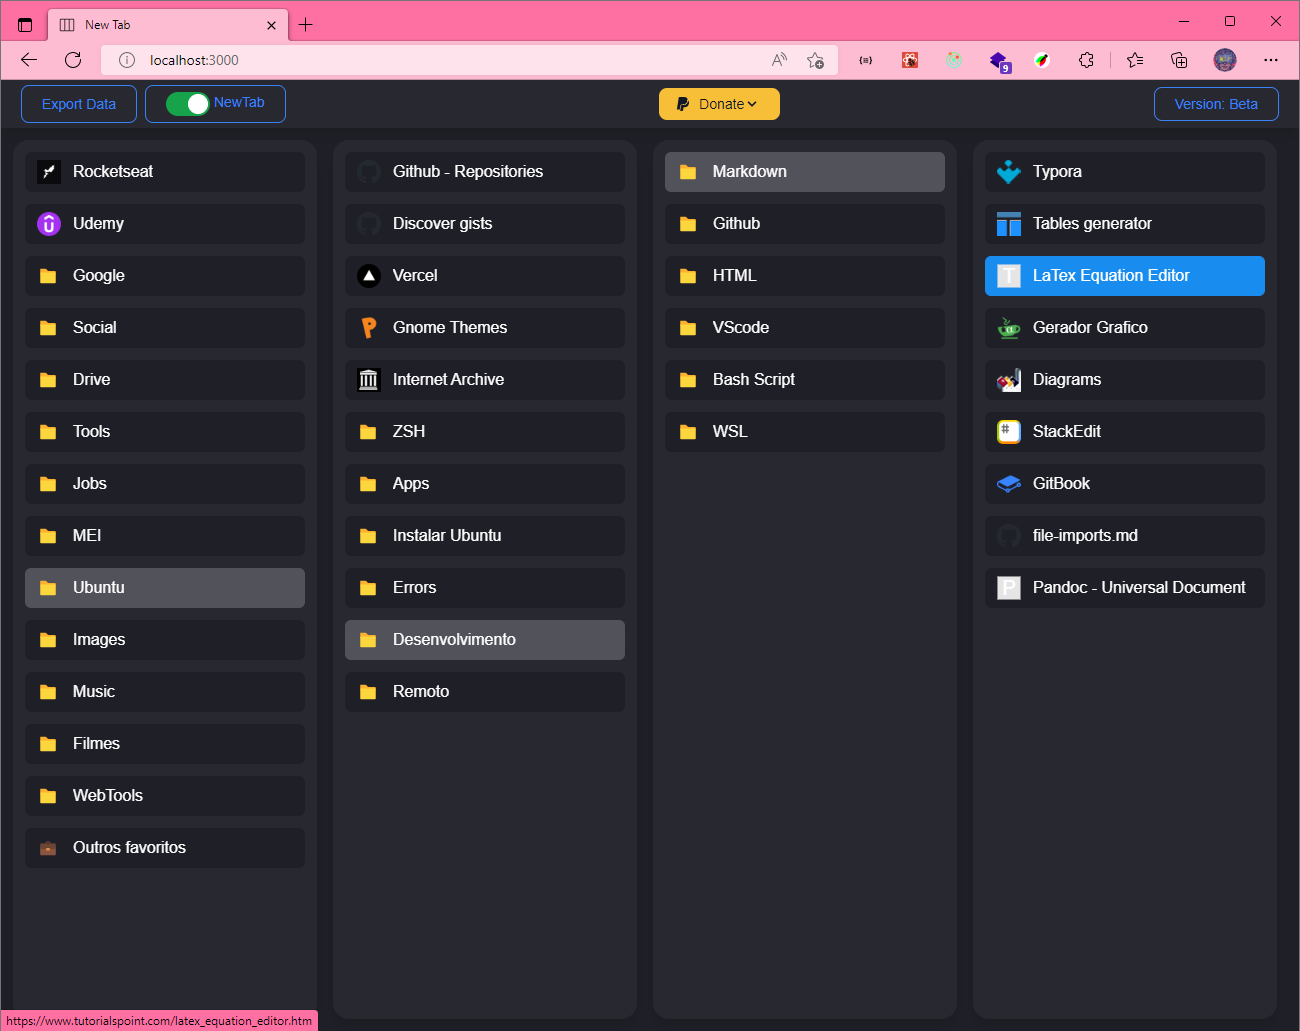 New Tab
localhost:3000
9
Export Data
NewTab
Donate
Version: Beta
Rocketseat
Udemy
Google
Social
Drive
Tools
Jobs
MEI
Ubuntu
Images
Music
Filmes
WebTools
Outros favoritos
Github - Repositories
Discover gists
Vercel
Gnome Themes
Internet Archive
ZSH
Apps
Instalar Ubuntu
Errors
Desenvolvimento
Remoto
Markdown
Github
HTML
VScode
Bash Script
WSL
Typora
Tables generator
T LaTex Equation Editor
Gerador Grafico
Diagrams
# StackEdit
GitBook
file-imports.md
P Pandoc - Universal Document
https://www.tutorialspoint.com/latex_equation_editor.htm